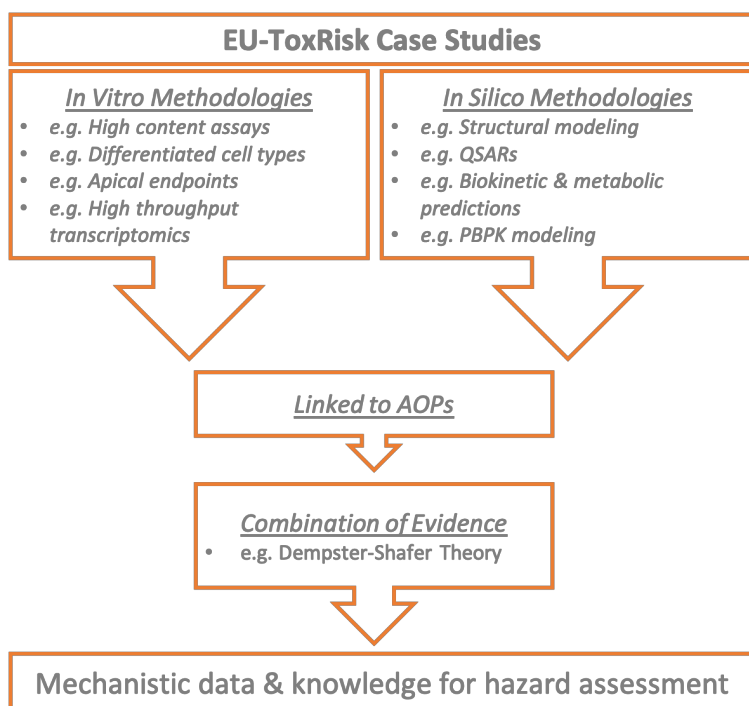 EU-ToxRisk Case Studies
In Vitro Methodologies
• e.g. High content assays
• e.g. Differentiated cell types
• e.g. Apical endpoints
• e.g. High throughput
transcriptomics
In Silico Methodologies
• e.g. Structural modeling
• e.g. QSARs
• e.g. Biokinetic & metabolic
predictions
• e.g. PBPK modeling
Linked to AOPs
Combination of Evidence
• e.g. Dempster-Shafer Theory
Mechanistic data & knowledge for hazard assessment